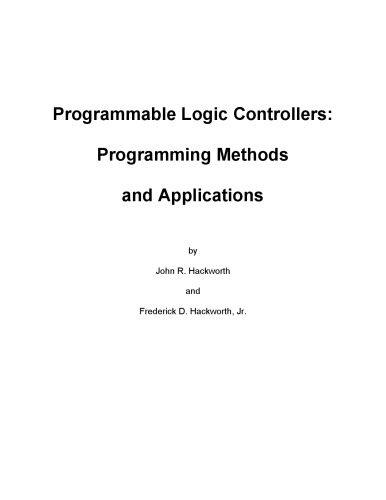 Programmable Logic Controllers:
Programming Methods
and Applications
by
John R. Hackworth
and
Frederick D. Hackworth, Jr.